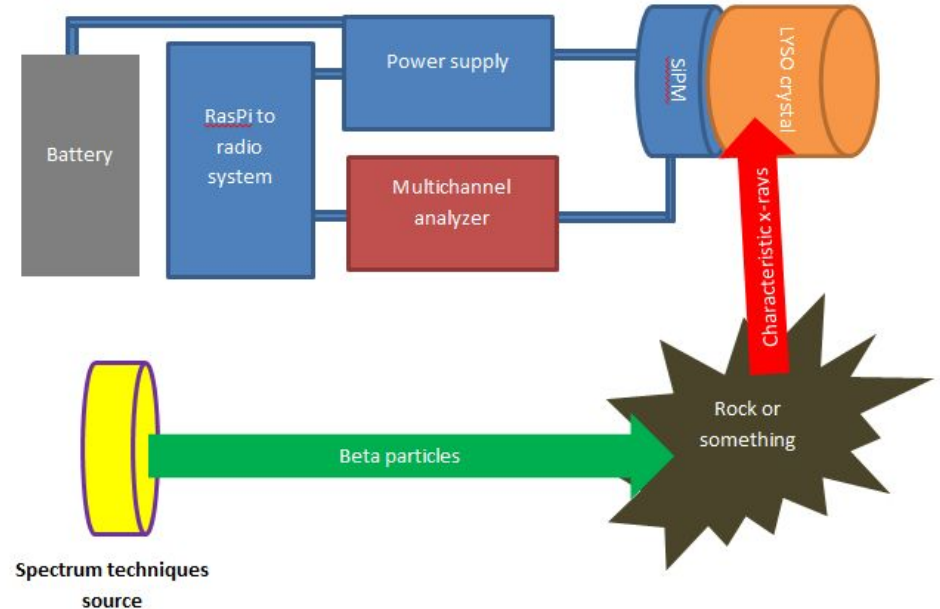 Power supply
SiPM
LYSO crystal
RasPi to
radio
system
Battery
Multichannel
analyzer
Characteristic x-rays
Rock or
something
Beta particles
Spectrum techniques
source